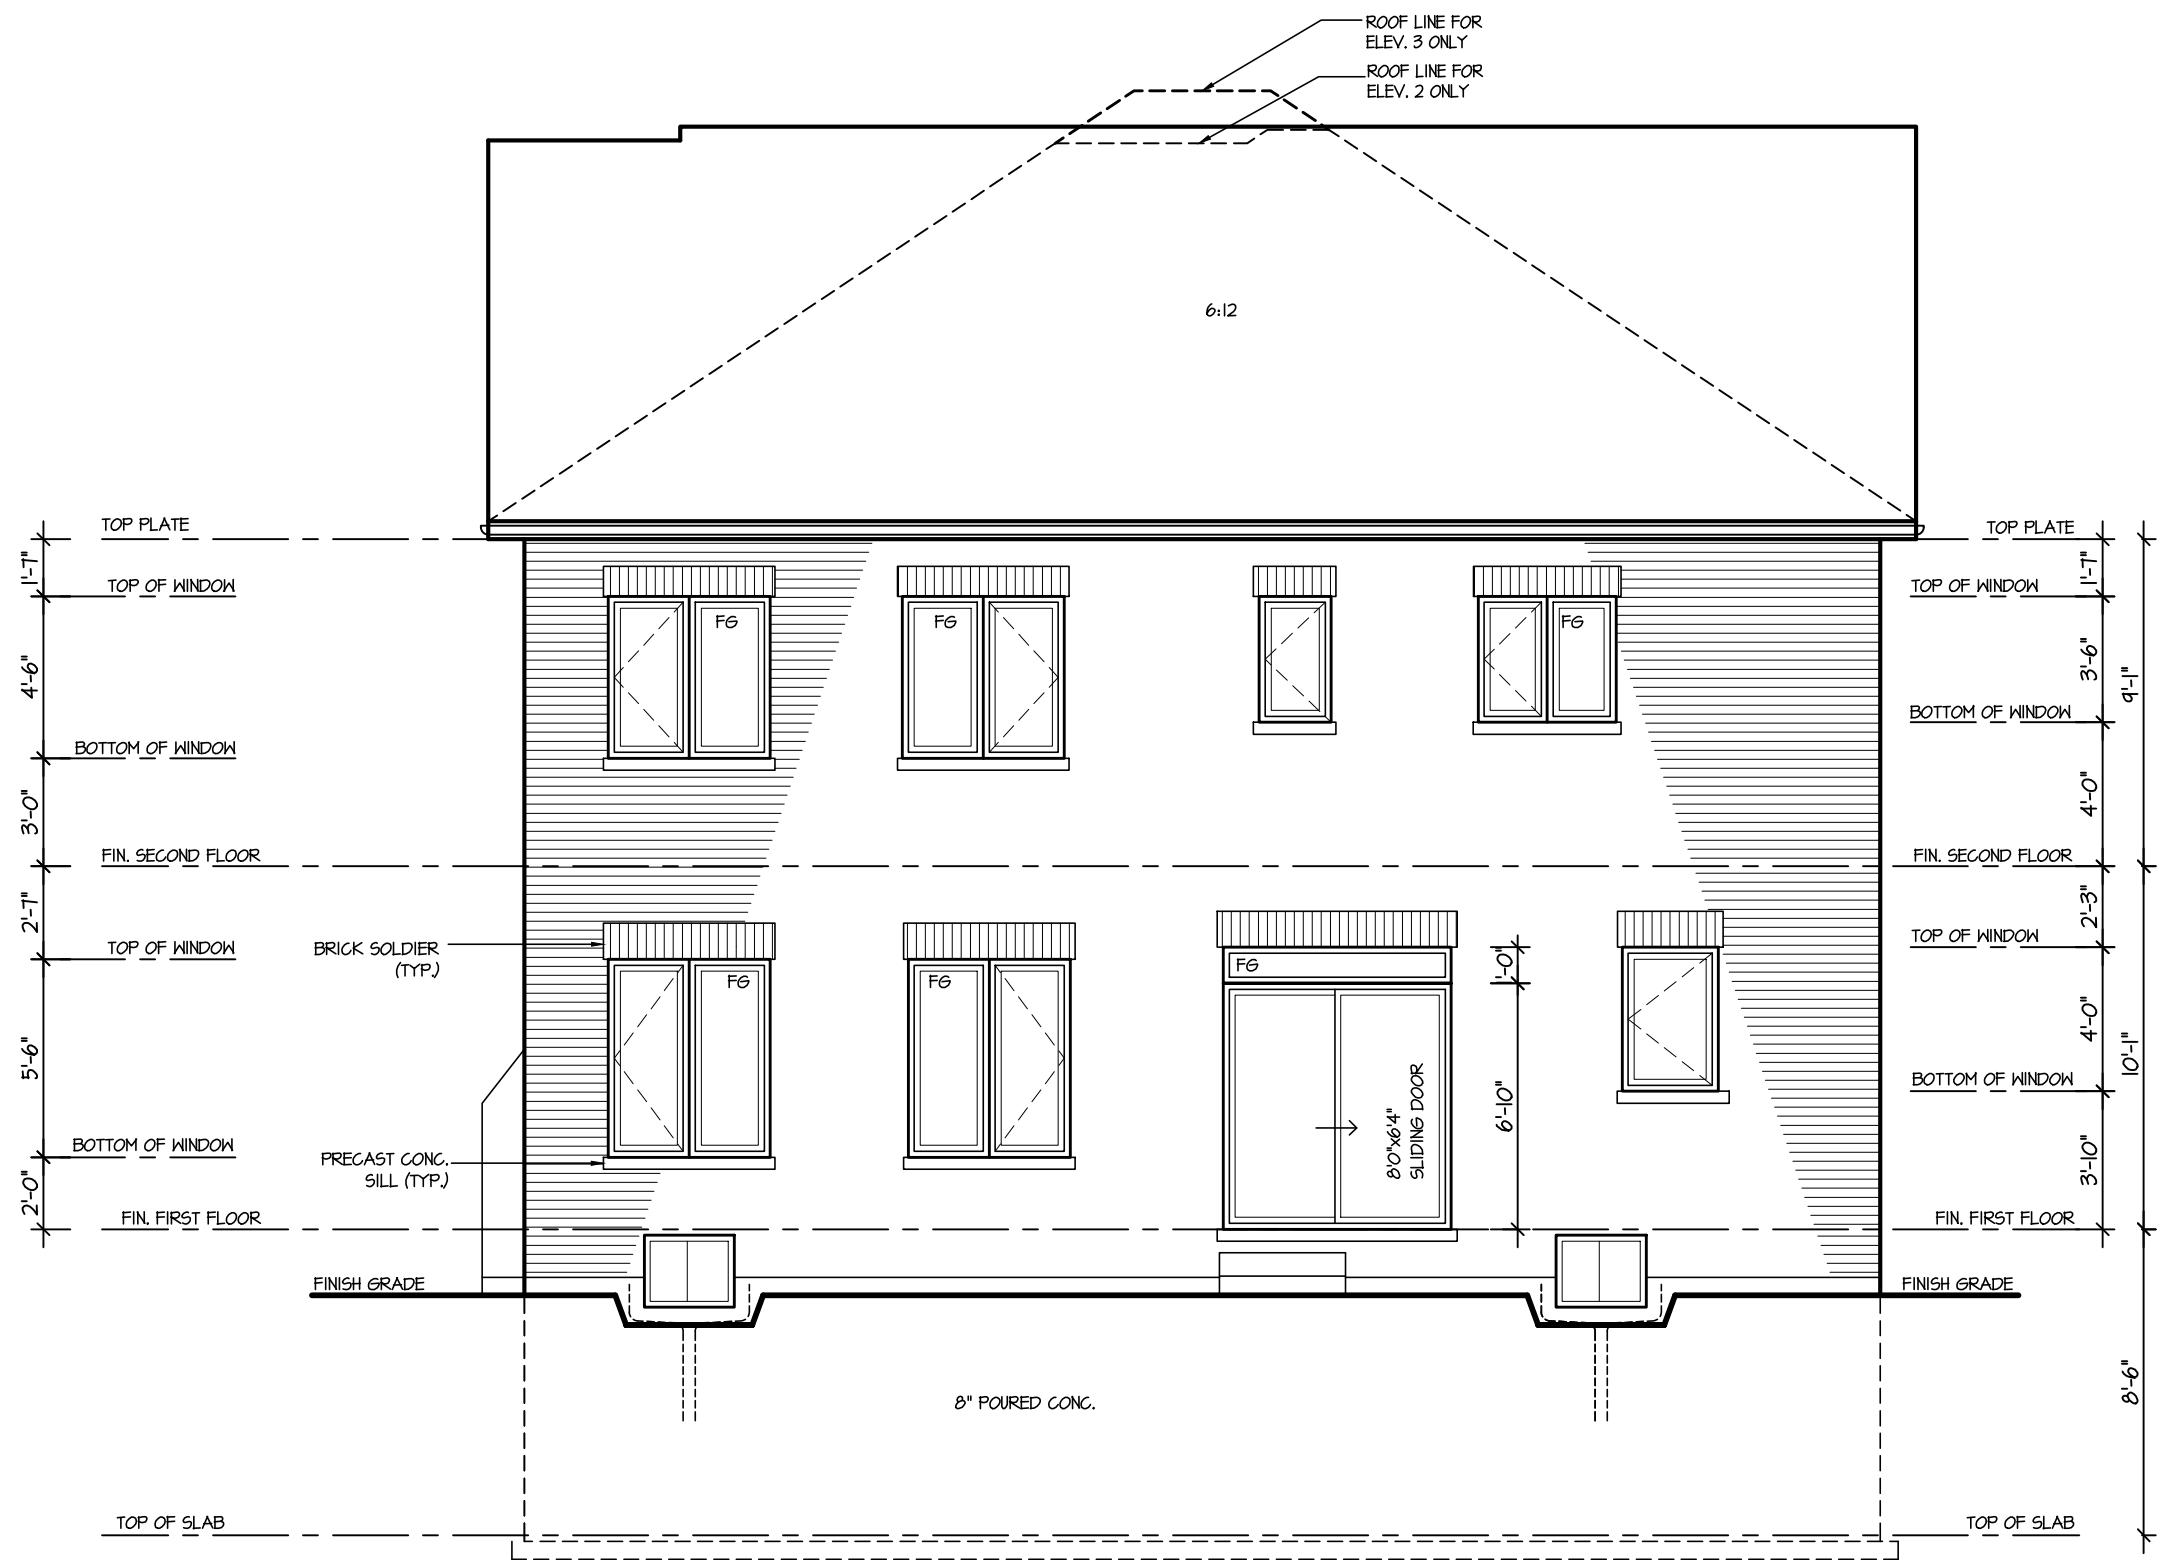 ROOF LINE FOR
ELEV. 3 ONLY
ROOF LINE FOR
ELEV. 2 ONLY
6:12
TOP PLATE
TOP PLATE
1'-7"
1'-7"
TOP OF WINDOW
TOP OF WINDOW
FG
FG
FG
4'-6"
3'-6"
9'-1"
BOTTOM OF WINDOW
BOTTOM OF WINDOW
3'-0"
4'-0"
FIN. SECOND FLOOR
FIN. SECOND FLOOR
2'-7"
2'-3"
TOP OF WINDOW
TOP OF WINDOW
BRICK SOLDIER
(TYP.)
FG
FG
FG
1'-0"
5'-6"
4'-0"
10'-1"
6'-10"
8'0"x6'4"
SLIDING DOOR
BOTTOM OF WINDOW
BOTTOM OF WINDOW
PRECAST CONC.
SILL (TYP.)
2'-0"
3'-10"
FIN. FIRST FLOOR
FIN. FIRST FLOOR
FINISH GRADE
FINISH GRADE
8" POURED CONC.
8'-6"
TOP OF SLAB
TOP OF SLAB